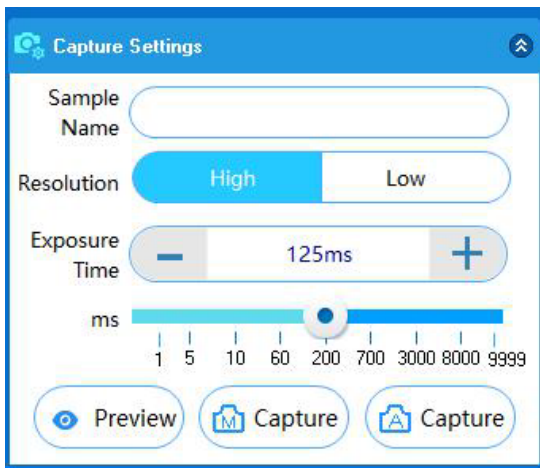 Capture Settings
Sample
Name
Resolution High Low
Exposure
Time
125ms
ms
1 5 10 60 200 700 3000 8000 9999
Preview M Capture A Capture